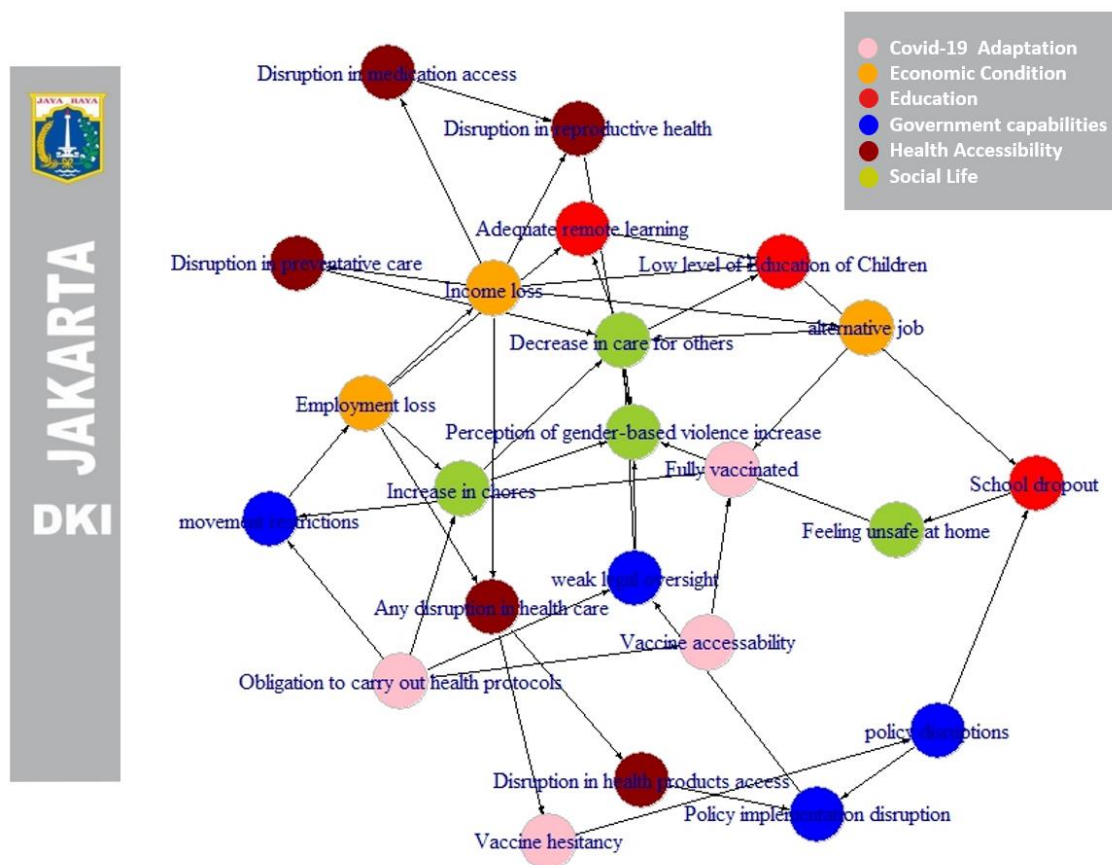 JAYA RAYA
DKI JAKARTA
Covid-19 Adaptation
Economic Condition
Education
Government capabilities
Health Accessibility
Social Life
Disruption in medication access
Disruption in reproductive health
Adequate remote learning
Disruption in preventative care
Low level of Education of Children
Income loss
alternative job
Decrease in care for others
Employment loss
Perception of gender-based violence increase
Fully vaccinated
School dropout
Increase in chores
movement restrictions
Feeling unsafe at home
weak legal oversight
Any disruption in health care
Vaccine accessability
Obligation to carry out health protocols
policy disruptions
Disruption in health products access
Policy implementation disruption
Vaccine hesitancy